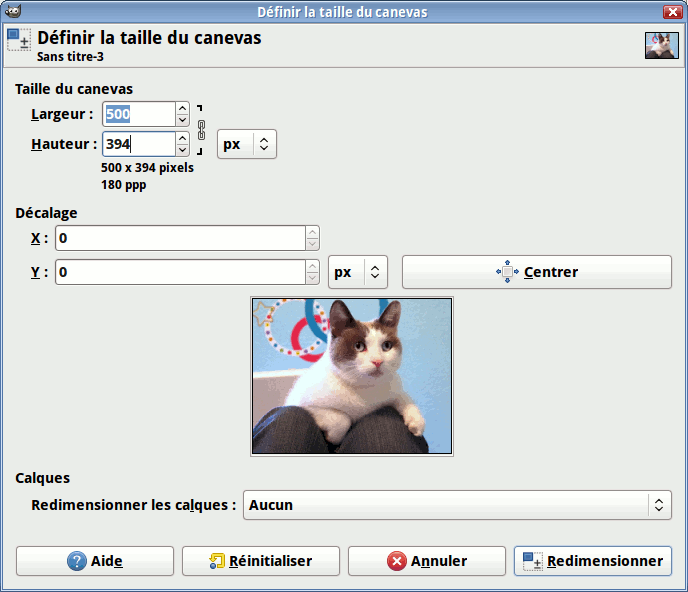 Définir la taille du canevas
Définir la taille du canevas
Sans titre-3
Taille du canevas
Largeur : 500
Hauteur : 394 px
500 x 394 pixels
180 ppp
Décalage
X : 0
Y : 0 px Centrer
Calques
Redimensionner les calques : Aucun
Aide Réinitialiser Annuler Redimensionner